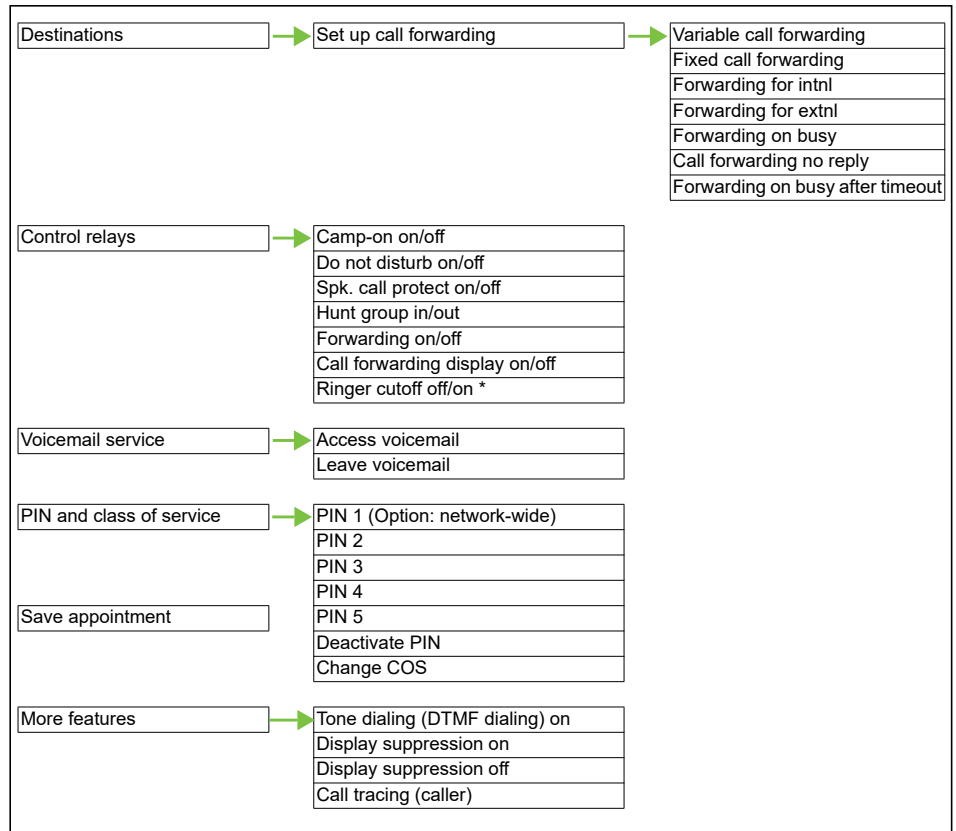 Destinations
Set up call forwarding
Variable call forwarding
Fixed call forwarding
Forwarding for intnl
Forwarding for extnl
Forwarding on busy
Call forwarding no reply
Forwarding on busy after timeout
Control relays
Camp-on on/off
Do not disturb on/off
Spk. call protect on/off
Hunt group in/out
Forwarding on/off
Call forwarding display on/off
Ringer cutoff off/on *
Voicemail service
Access voicemail
Leave voicemail
PIN and class of service
PIN 1 (Option: network-wide)
PIN 2
PIN 3
PIN 4
PIN 5
Deactivate PIN
Change COS
Save appointment
More features
Tone dialing (DTMF dialing) on
Display suppression on
Display suppression off
Call tracing (caller)